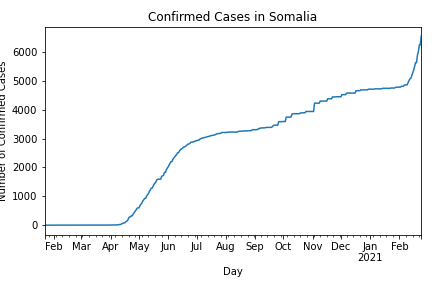 Confirmed Cases in Somalia
Number of Confirmed Cases
6000
5000
4000
3000
2000
1000
0
Feb Mar Apr May Jun Jul Aug Sep Oct Nov Dec Jan Feb
2021
Day